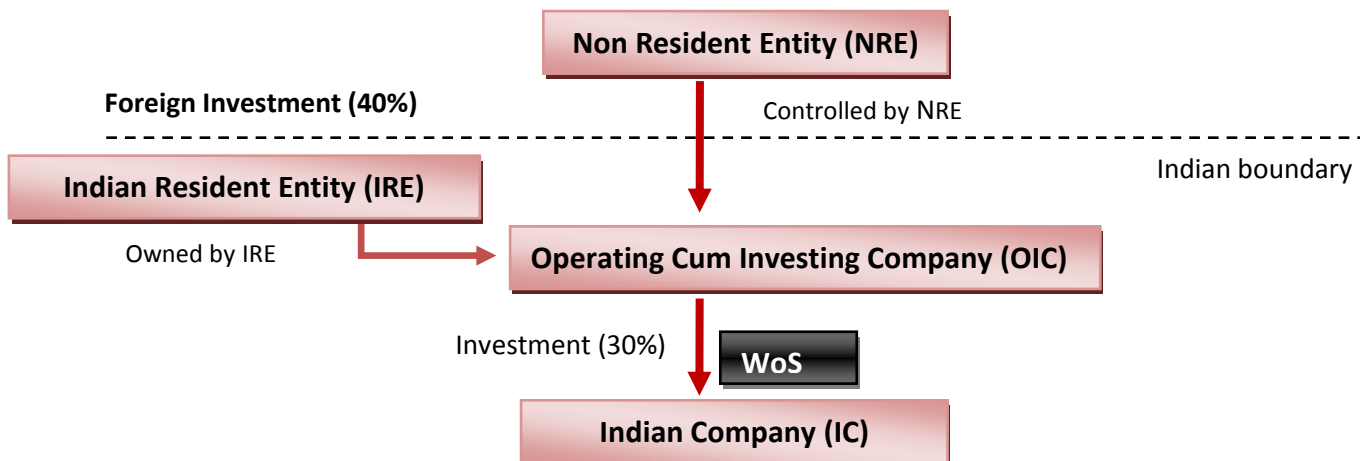 Non Resident Entity (NRE)
Foreign Investment (40%)
Controlled by NRE
Indian boundary
Indian Resident Entity (IRE)
Owned by IRE
Operating Cum Investing Company (OIC)
Investment (30%)
WoS
Indian Company (IC)